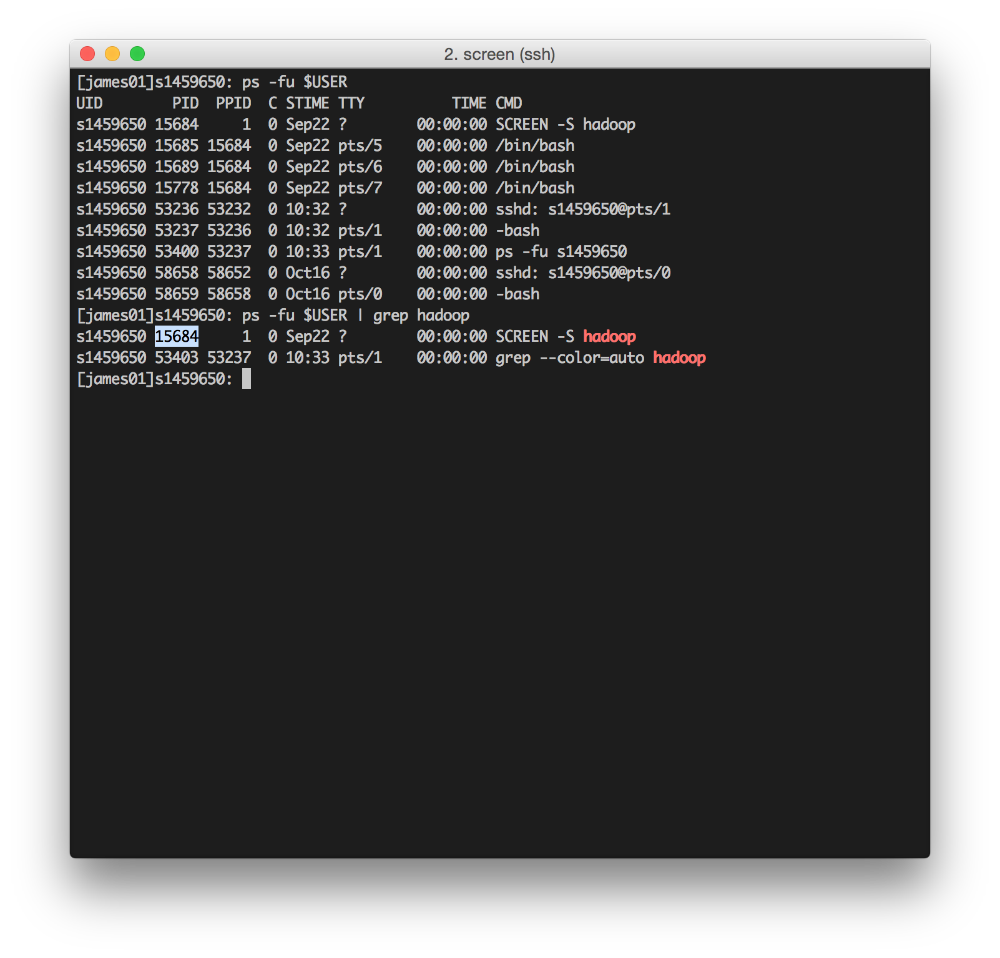 2. screen (ssh)
[james01]s1459650: ps -fu $USER
UID        PID  PPID  C STIME TTY          TIME CMD
s1459650 15684     1  0 Sep22 ?        00:00:00 SCREEN -S hadoop
s1459650 15685 15684  0 Sep22 pts/5    00:00:00 /bin/bash
s1459650 15689 15684  0 Sep22 pts/6    00:00:00 /bin/bash
s1459650 15778 15684  0 Sep22 pts/7    00:00:00 /bin/bash
s1459650 53236 53232  0 10:32 ?        00:00:00 sshd: s1459650@pts/1
s1459650 53237 53236  0 10:32 pts/1    00:00:00 -bash
s1459650 53400 53237  0 10:33 pts/1    00:00:00 ps -fu s1459650
s1459650 58658 58652  0 Oct16 ?        00:00:00 sshd: s1459650@pts/0
s1459650 58659 58658  0 Oct16 pts/0    00:00:00 -bash
[james01]s1459650: ps -fu $USER | grep hadoop
s1459650 15684     1  0 Sep22 ?        00:00:00 SCREEN -S hadoop
s1459650 53403 53237  0 10:33 pts/1    00:00:00 grep --color=auto hadoop
[james01]s1459650: